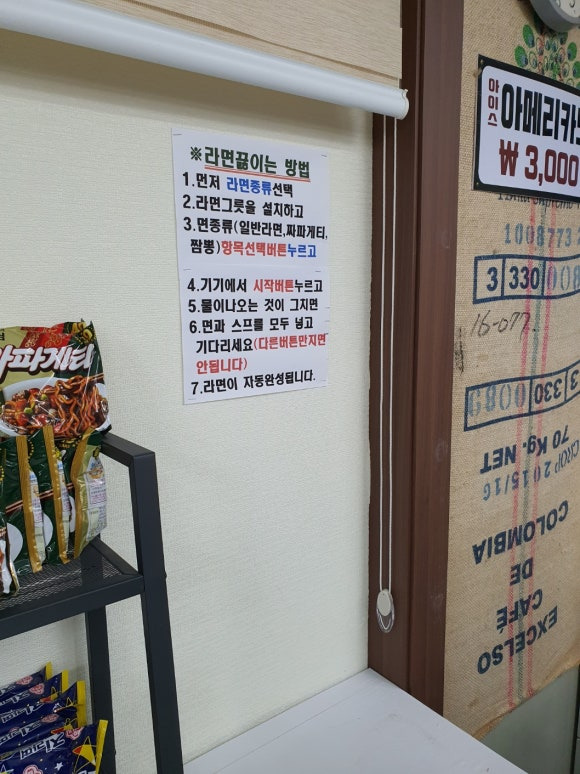 ※라면끓이는 방법
1.먼저 라면종류선택
2.라면그릇을 설치하고
3.면종류(일반라면,짜파게티,
짬뽕)항목선택버튼누르고
4.기기에서 시작버튼누르고
5.물이나오는 것이 그치면
6.면과 스프를 모두 넣고
기다리세요(다른버튼만지면
안됩니다)
7.라면이 자동완성됩니다.
아이스
아메리카노
₩ 3,000
1008773.2
3 330 006
16-077
0080 330 3
CROP 2015/16
70 Kg. NET
COLOMBIA
DE
CAFÉ
EXCELSO
파게티